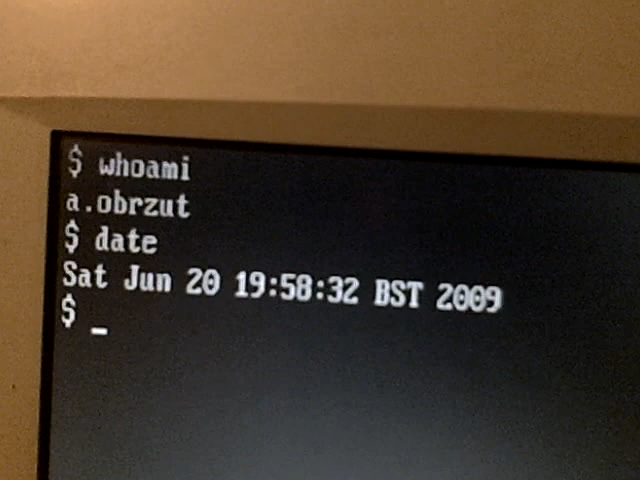 $ whoami
a.obrzut
$ date
Sat Jun 20 19:58:32 BST 2009
$ _